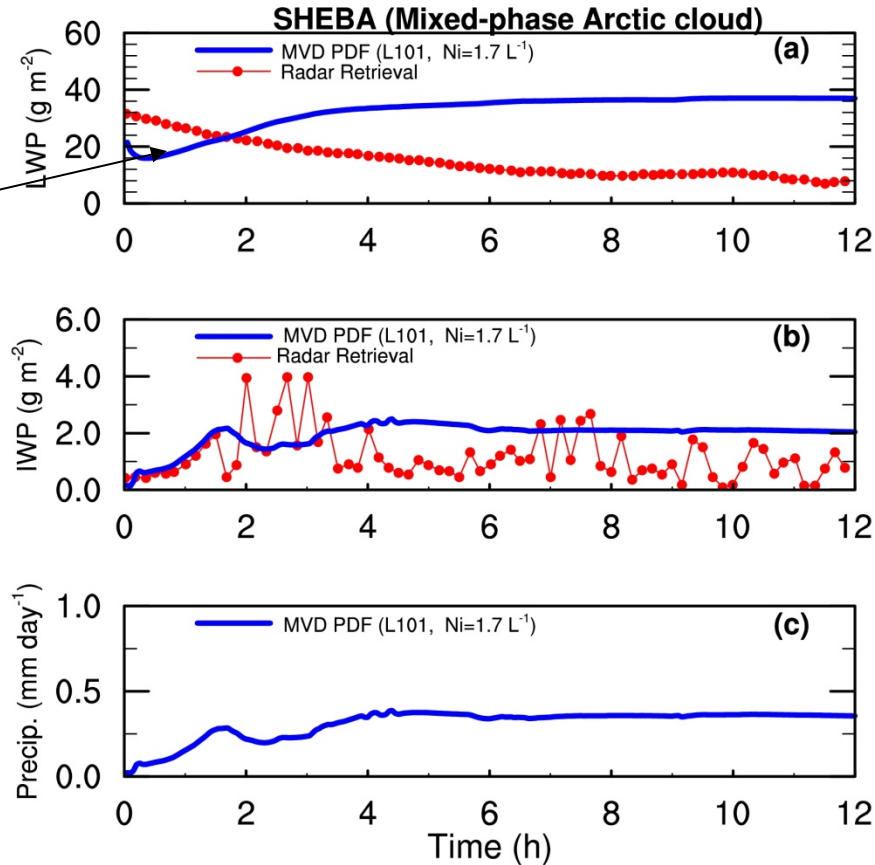 SHEBA (Mixed-phase Arctic cloud)
(a)
MVD PDF (L101, Ni=1.7 L⁻¹)
Radar Retrieval
LWP (g m⁻²)
60
40
20
0
0 2 4 6 8 10 12
(b)
MVD PDF (L101, Ni=1.7 L⁻¹)
Radar Retrieval
IWP (g m⁻²)
6.0
4.0
2.0
0.0
0 2 4 6 8 10 12
(c)
MVD PDF (L101, Ni=1.7 L⁻¹)
Precip. (mm day⁻¹)
1.0
0.5
0.0
0 2 4 6 8 10 12
Time (h)